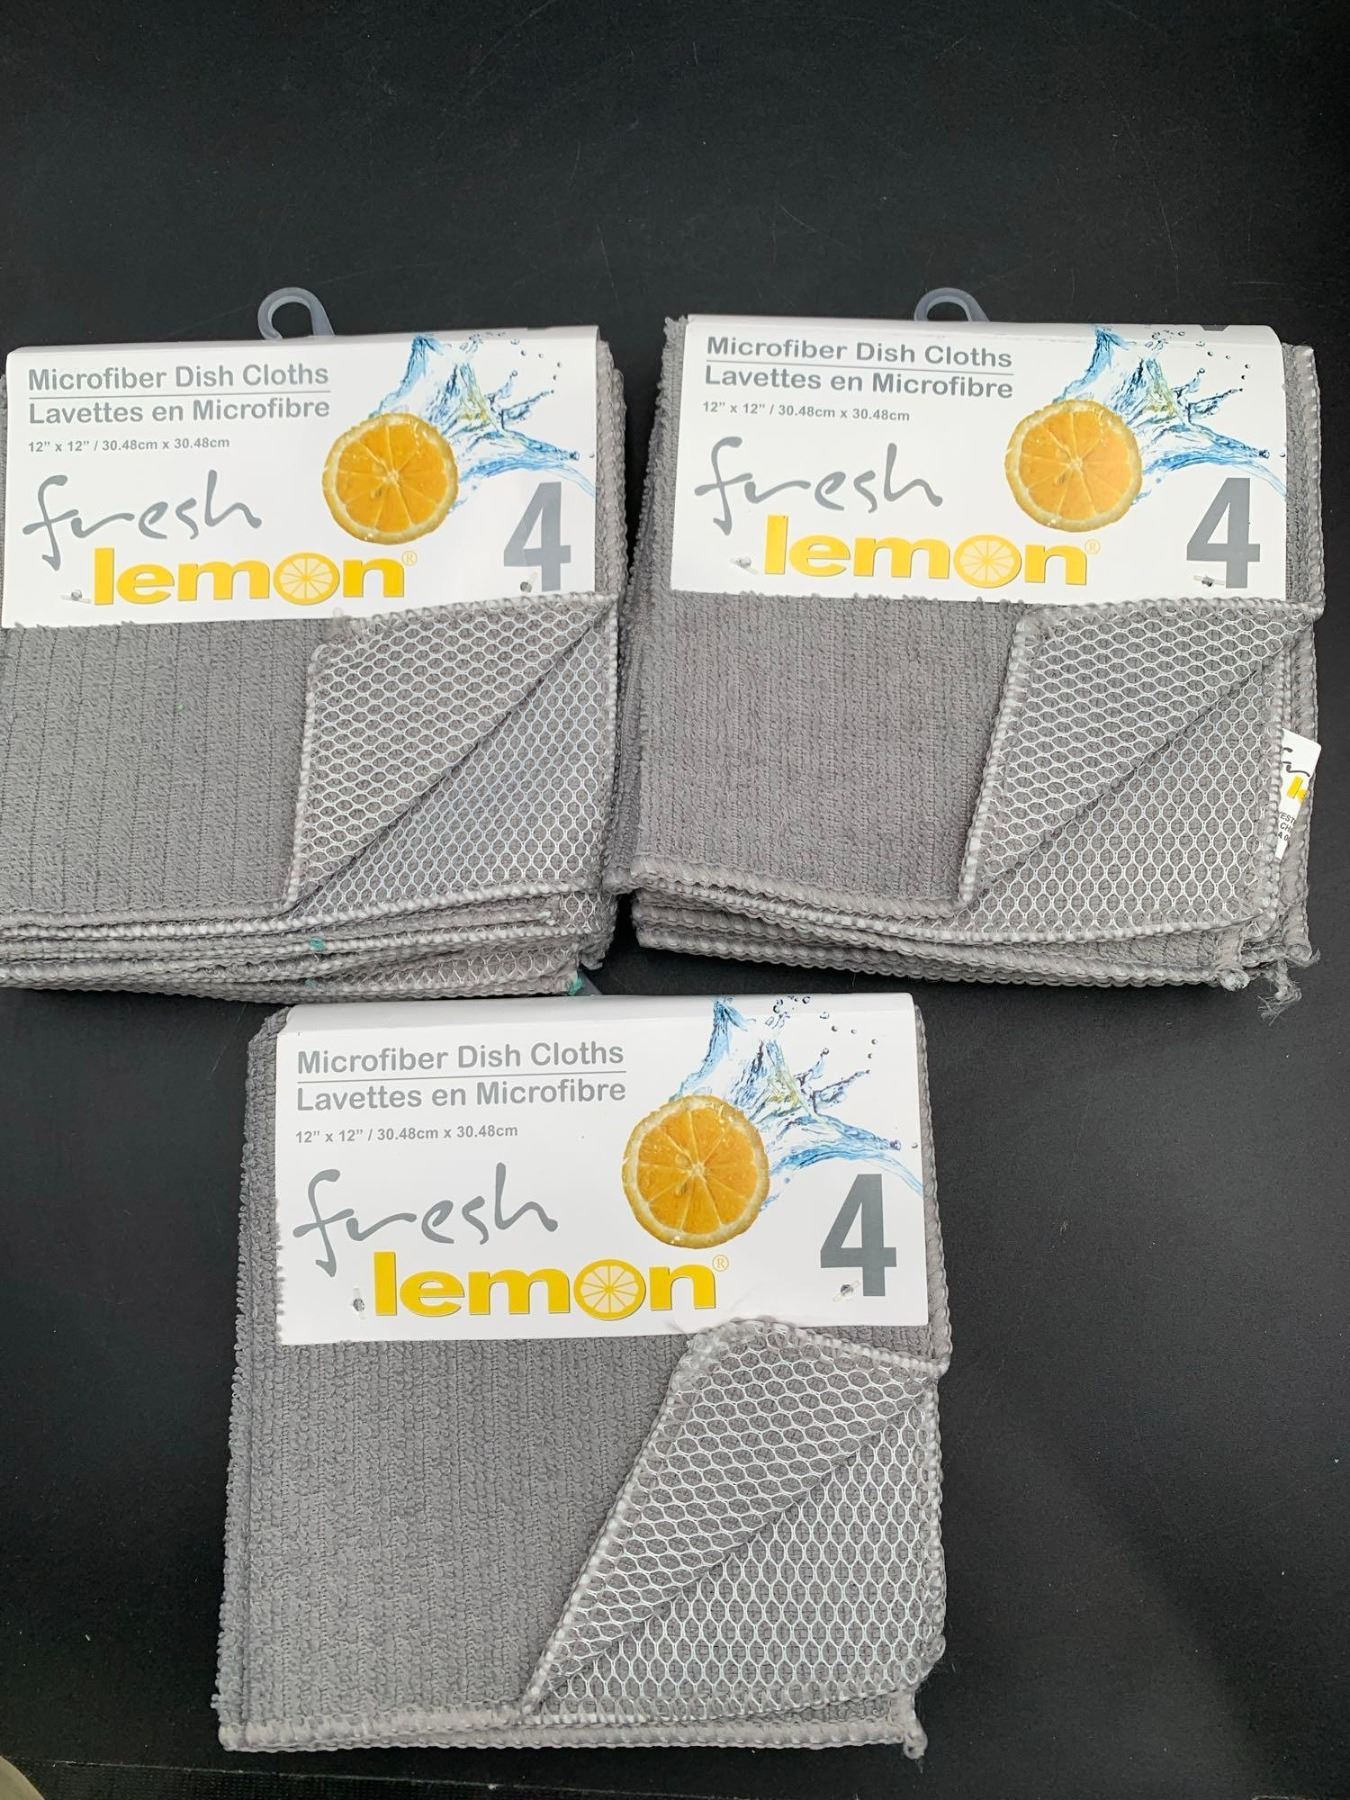 Microfiber Dish Cloths
Lavettes en Microfibre
12" x 12" / 30.48cm x 30.48cm
fresh
lemon®
4
Microfiber Dish Cloths
Lavettes en Microfibre
12" x 12" / 30.48cm x 30.48cm
fresh
lemon®
4
Microfiber Dish Cloths
Lavettes en Microfibre
12" x 12" / 30.48cm x 30.48cm
fresh
lemon®
4